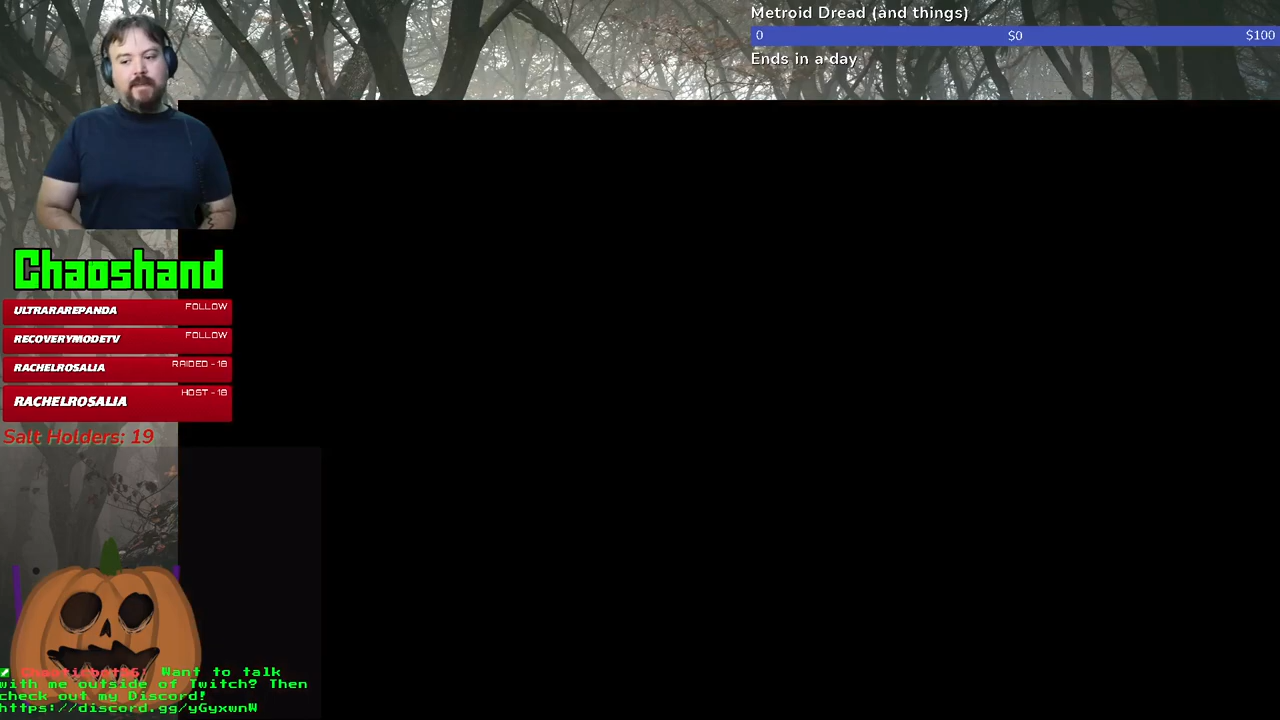 Metroid Dread (and things)
0 $0 $100
Ends in a day
Chaoshand
ULTRARAREPANDA FOLLOW
RECOVERYMODETV FOLLOW
RACHELROSALIA RAIDED - 18
RACHELROSALIA HOST - 18
Salt Holders: 19
Want to talk
with me outside of Twitch? Then
check out my Discord!
https://discord.gg/yGyxwnW